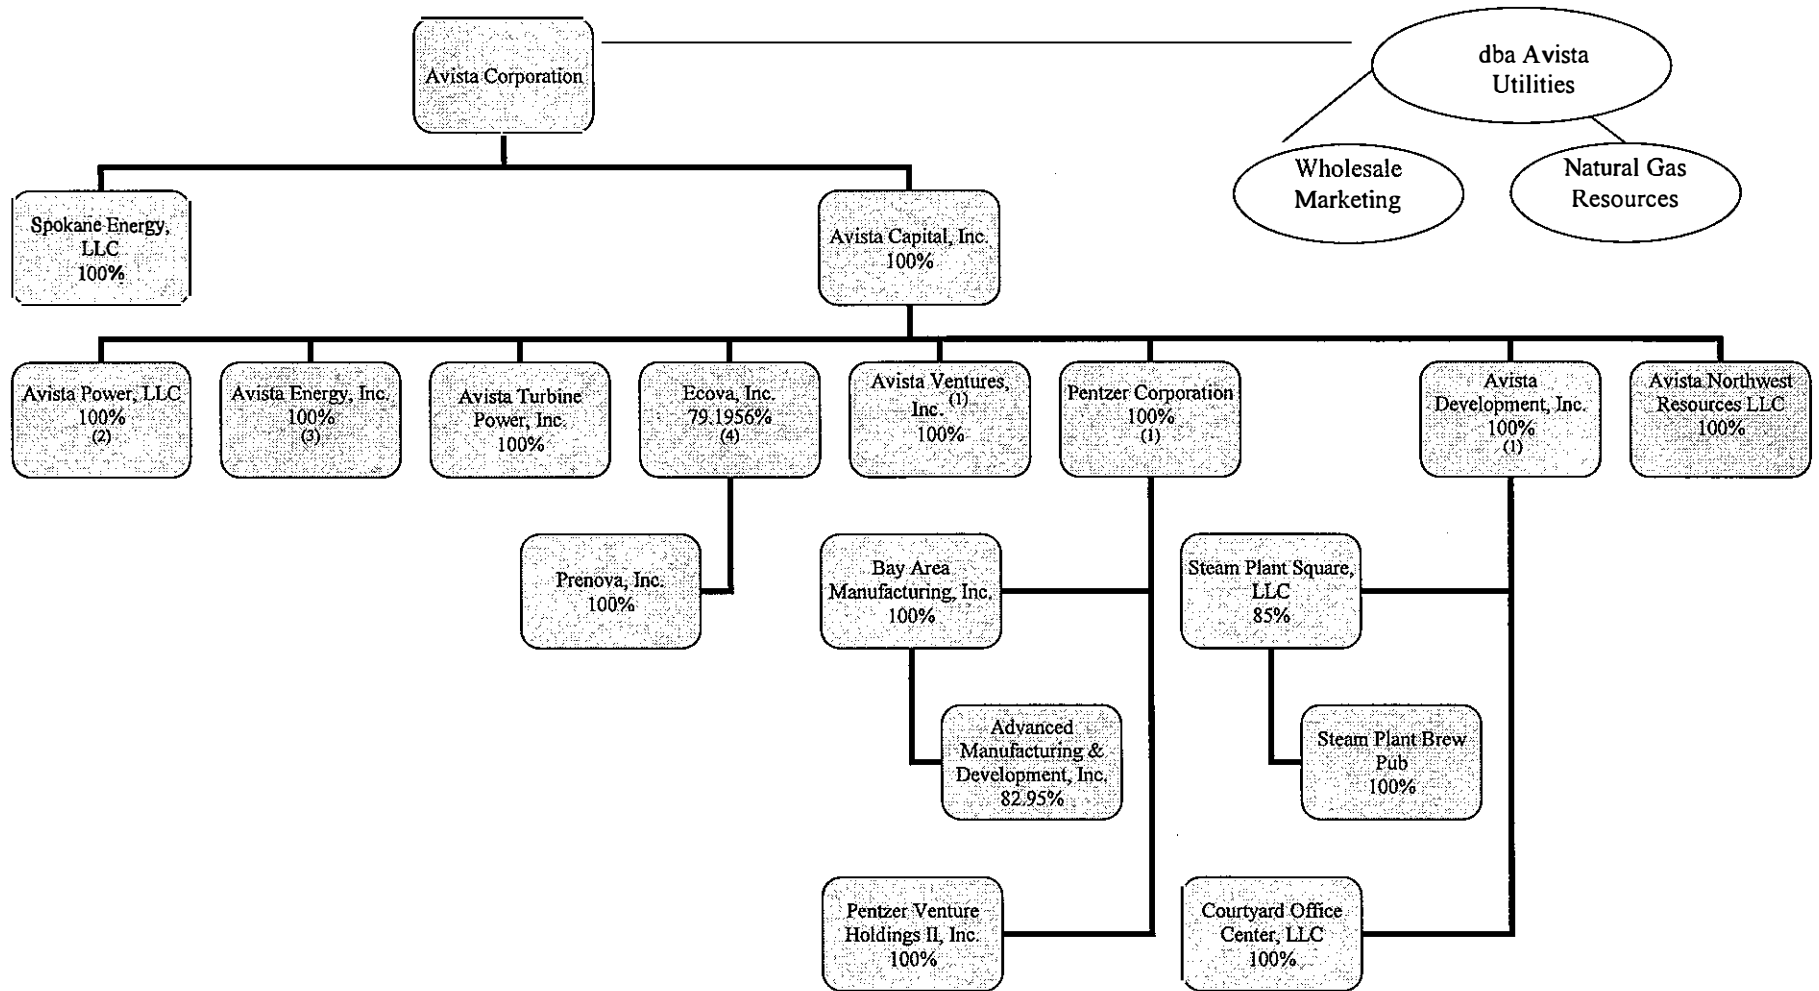 Avista Corporation
dba Avista
Utilities
Wholesale
Marketing
Natural Gas
Resources
Spokane Energy,
LLC
100%
Avista Capital, Inc.
100%
Avista Power, LLC
100%
(2)
Avista Energy, Inc.
100%
(3)
Avista Turbine
Power, Inc.
100%
Ecova, Inc.
79.1956%
(4)
Avista Ventures,
Inc. (1)
100%
Pentzer Corporation
100%
(1)
Avista
Development, Inc.
100%
(1)
Avista Northwest
Resources LLC
100%
Prenova, Inc.
100%
Bay Area
Manufacturing, Inc.
100%
Steam Plant Square,
LLC
85%
Advanced
Manufacturing &
Development, Inc.
82.95%
Steam Plant Brew
Pub
100%
Pentzer Venture
Holdings II, Inc.
100%
Courtyard Office
Center, LLC
100%